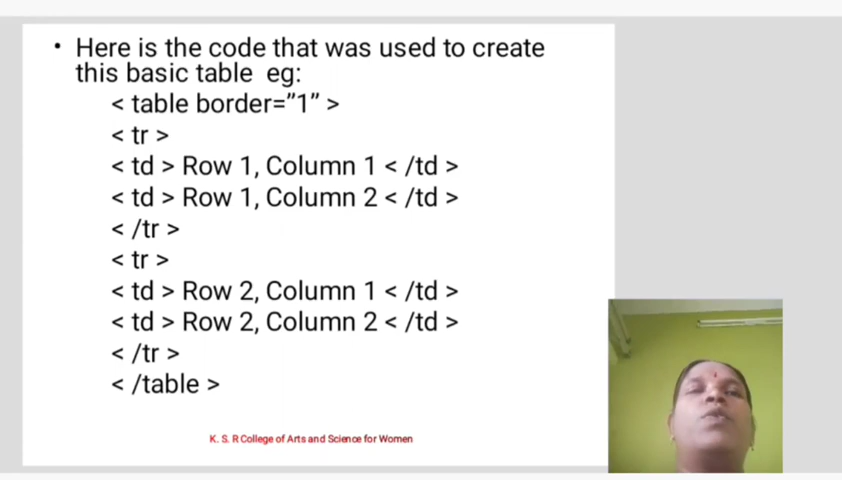 • Here is the code that was used to create
this basic table eg:
< table border=”1” >
< tr >
< td > Row 1, Column 1 < /td >
< td > Row 1, Column 2 < /td >
< /tr >
< tr >
< td > Row 2, Column 1 < /td >
< td > Row 2, Column 2 < /td >
< /tr >
< /table >
K. S. R College of Arts and Science for Women